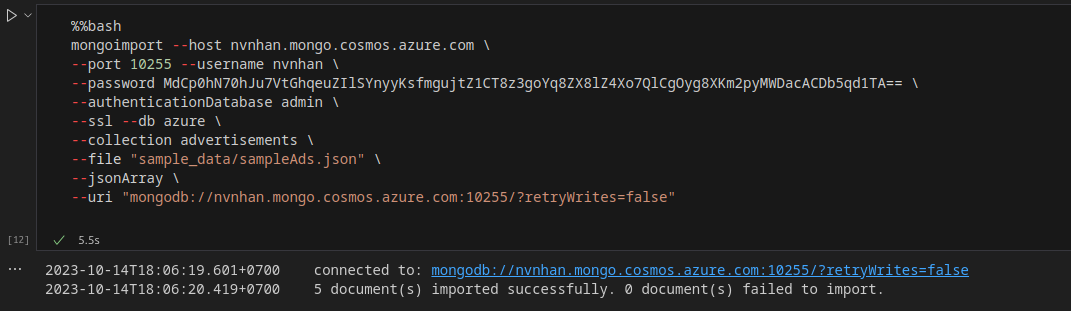 %%bash
mongoimport --host nvnhan.mongo.cosmos.azure.com \
--port 10255 --username nvnhan \
--password MdCp0hN70hJu7VtGhqeuZIlSYnyyKsfmgujtZ1CT8z3goYq8ZX8lZ4Xo7QlCgOyg8XKm2pyMWDacACDb5qd1TA== \
--authenticationDatabase admin \
--ssl --db azure \
--collection advertisements \
--file "sample_data/sampleAds.json" \
--jsonArray \
--uri "mongodb://nvnhan.mongo.cosmos.azure.com:10255/?retryWrites=false"
[12] 5.5s
2023-10-14T18:06:19.601+0700 connected to: mongodb://nvnhan.mongo.cosmos.azure.com:10255/?retryWrites=false
2023-10-14T18:06:20.419+0700 5 document(s) imported successfully. 0 document(s) failed to import.